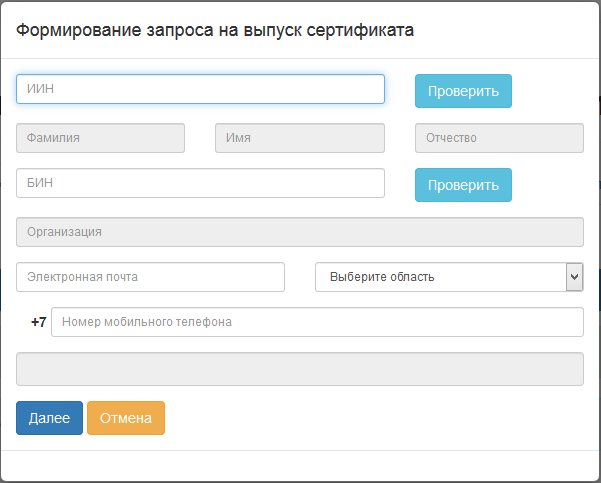 Формирование запроса на выпуск сертификата
ИИН Проверить
Фамилия Имя Отчество
БИН Проверить
Организация
Электронная почта Выберите область
+7 Номер мобильного телефона
Далее Отмена